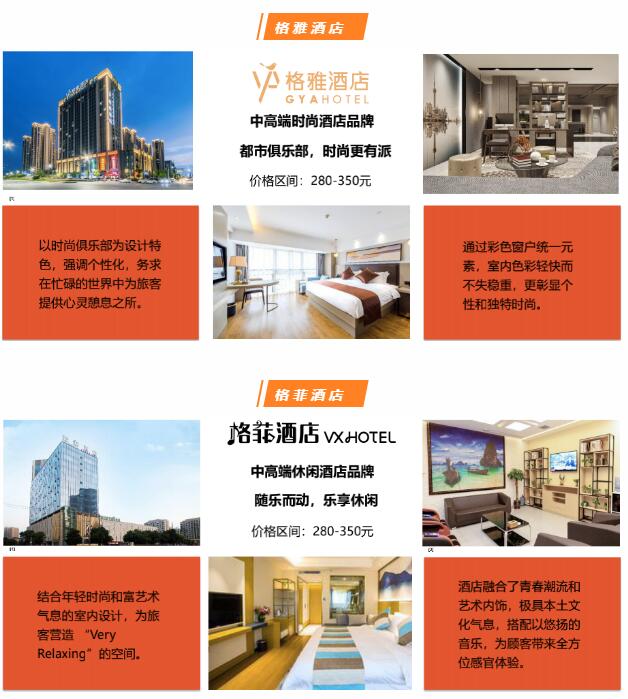 格雅酒店
格雅酒店
GYAHOTEL
中高端时尚酒店品牌
都市俱乐部，时尚更有派
价格区间：280-350元
以时尚俱乐部为设计特
色，强调个性化，务求
在忙碌的世界中为旅客
提供心灵憩息之所。
通过彩色窗户统一元
素，室内色彩轻快而
不失稳重，更彰显个
性和独特时尚。
格菲酒店
格菲酒店 VX HOTEL
中高端休闲酒店品牌
随乐而动，乐享休闲
价格区间：280-350元
结合年轻时尚和富艺术
气息的室内设计，为旅
客营造 “Very
Relaxing”的空间。
酒店融合了青春潮流和
艺术内饰，极具本土文
化气息，搭配以悠扬的
音乐，为顾客带来全方
位感官体验。